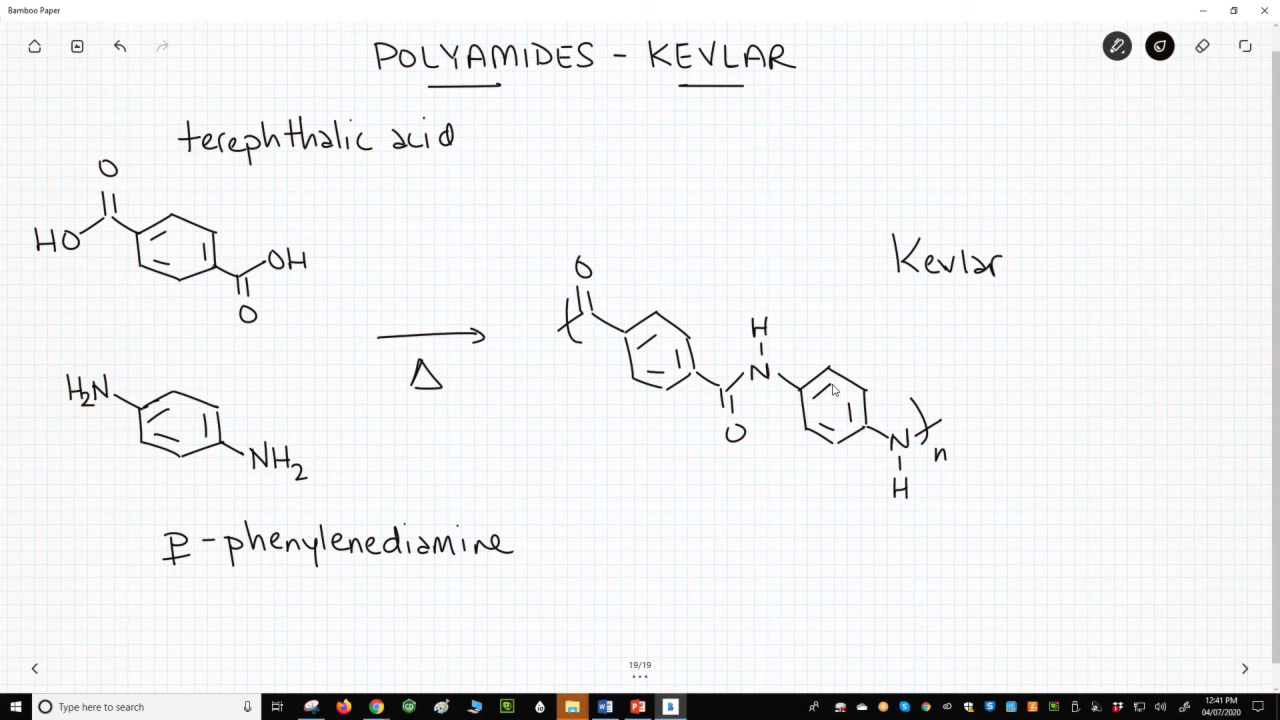 Bamboo Paper
POLYAMIDES - KEVLAR
terephthalic acid
O
HO
OH
O
Kevlar
O
H
N
Δ
H2N
O
N
n
NH2
H
p-phenylenediamine
19/19
Type here to search
12:41 PM
04/07/2020